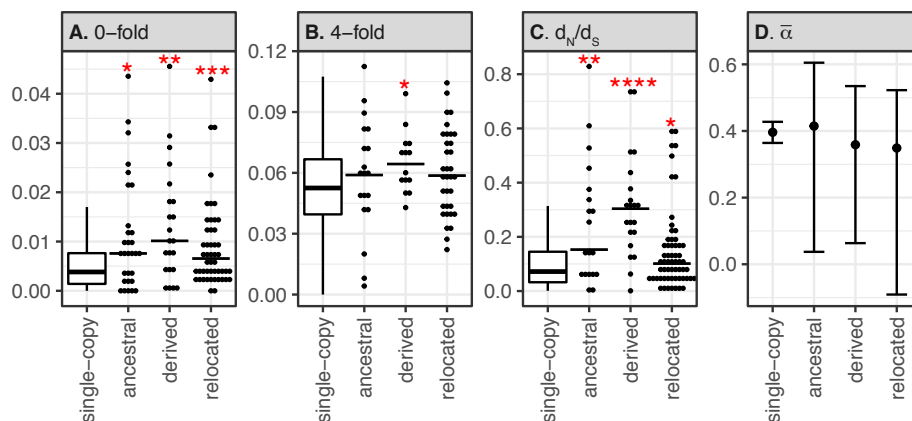 A. 0−fold
B. 4−fold
C. dN/dS
D. α̅
0.04
0.03
0.02
0.01
0.00
*
**
***
single−copy
ancestral
derived
relocated
0.12
0.09
0.06
0.03
0.00
*
single−copy
ancestral
derived
relocated
0.8
0.6
0.4
0.2
0.0
**
****
*
single−copy
ancestral
derived
relocated
0.6
0.4
0.2
0.0
single−copy
ancestral
derived
relocated